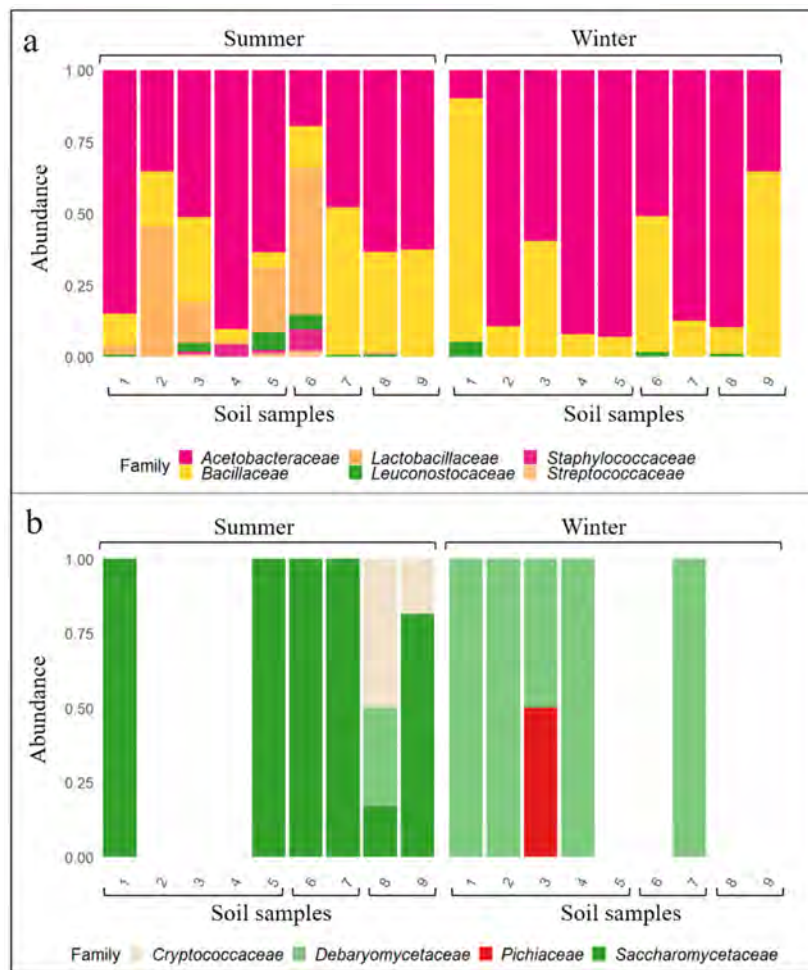 a
Summer
Winter
1.00
0.75
0.50
0.25
0.00
Abundance
1 2 3 4 5 6 7 8 9
1 2 3 4 5 6 7 8 9
Soil samples
Soil samples
Family
Acetobacteraceae Lactobacillaceae Staphylococcaceae
Bacillaceae Leuconostocaceae Streptococcaceae
b
Summer
Winter
1.00
0.75
0.50
0.25
0.00
Abundance
1 2 3 4 5 6 7 8 9
1 2 3 4 5 6 7 8 9
Soil samples
Soil samples
Family Cryptococcaceae Debaryomycetaceae Pichiaceae Saccharomycetaceae